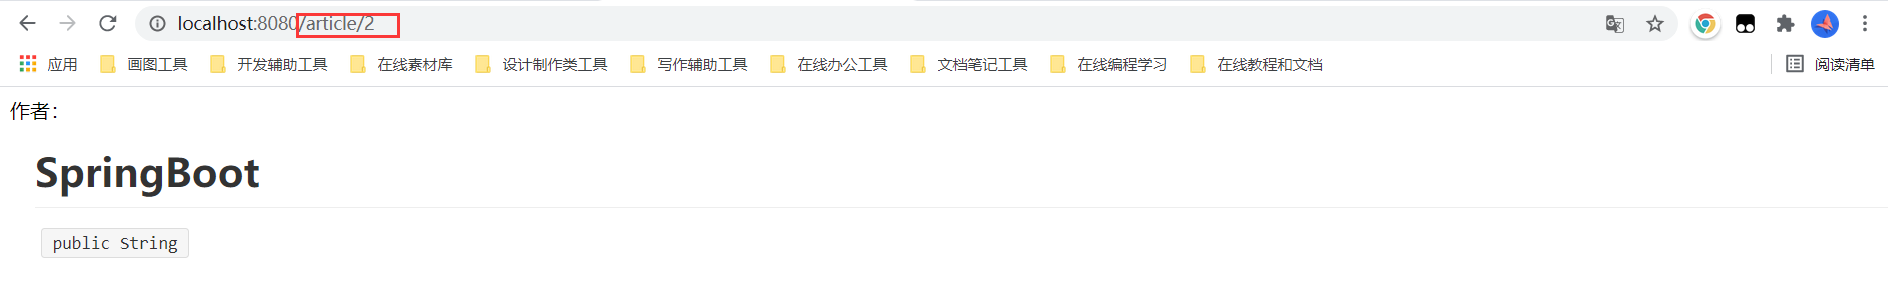 localhost:8080/article/2
应用 画图工具 开发辅助工具 在线素材库 设计制作类工具 写作辅助工具 在线办公工具 文档笔记工具 在线编程学习 在线教程和文档 阅读清单
作者：
SpringBoot
public String